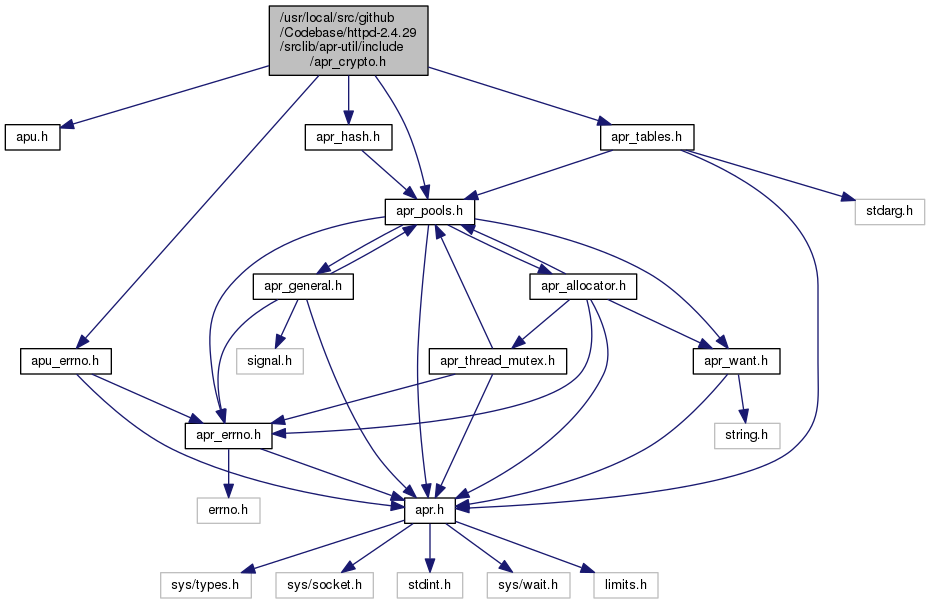 /usr/local/src/github
/Codebase/httpd-2.4.29
/srclib/apr-util/include
/apr_crypto.h
apu.h
apr_hash.h
apr_tables.h
apr_pools.h
stdarg.h
apr_general.h
apr_allocator.h
apu_errno.h
signal.h
apr_thread_mutex.h
apr_want.h
apr_errno.h
string.h
errno.h
apr.h
sys/types.h
sys/socket.h
stdint.h
sys/wait.h
limits.h